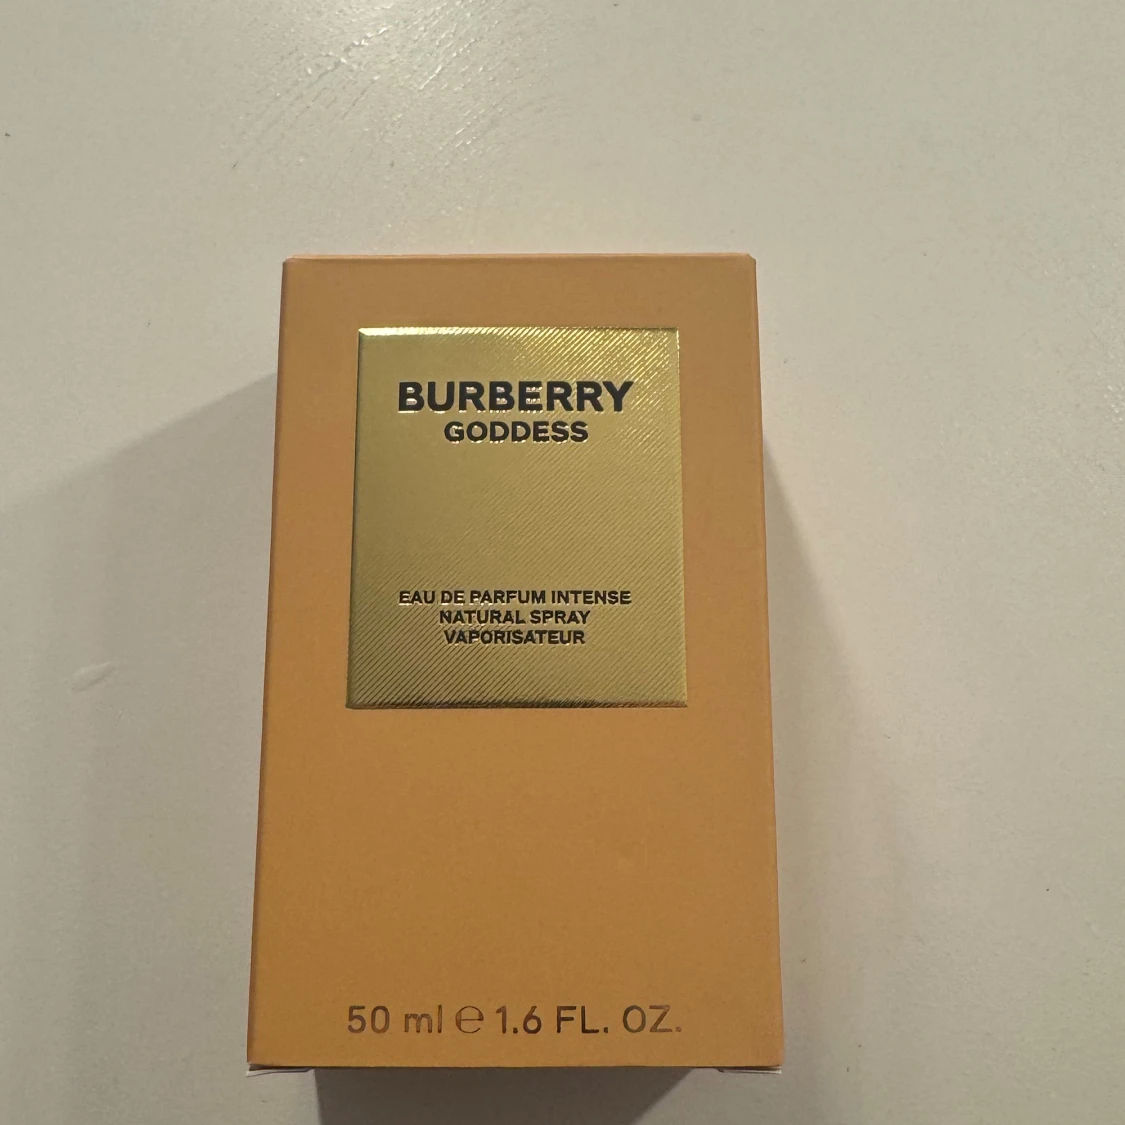 BURBERRY
GODDESS
EAU DE PARFUM INTENSE
NATURAL SPRAY
VAPORISATEUR
50 ml ℮ 1.6 FL. OZ.